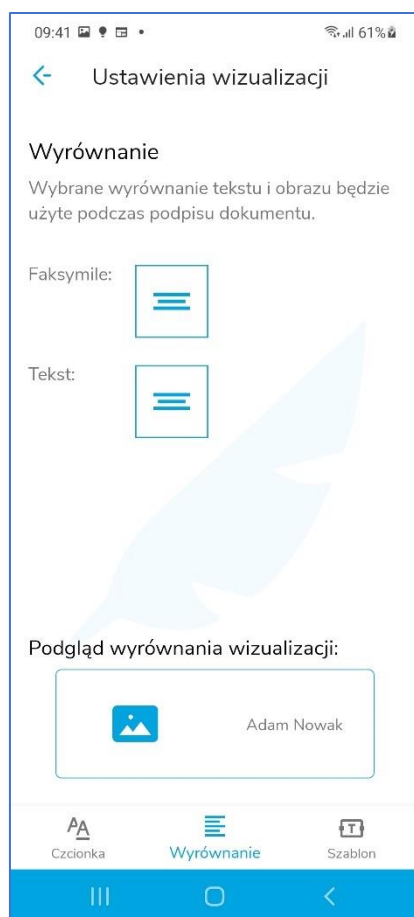 09:41 61%
Ustawienia wizualizacji
Wyrównanie
Wybrane wyrównanie tekstu i obrazu będzie
użyte podczas podpisu dokumentu.
Faksymile:
Tekst:
Podgląd wyrównania wizualizacji:
Adam Nowak
Czcionka Wyrównanie Szablon